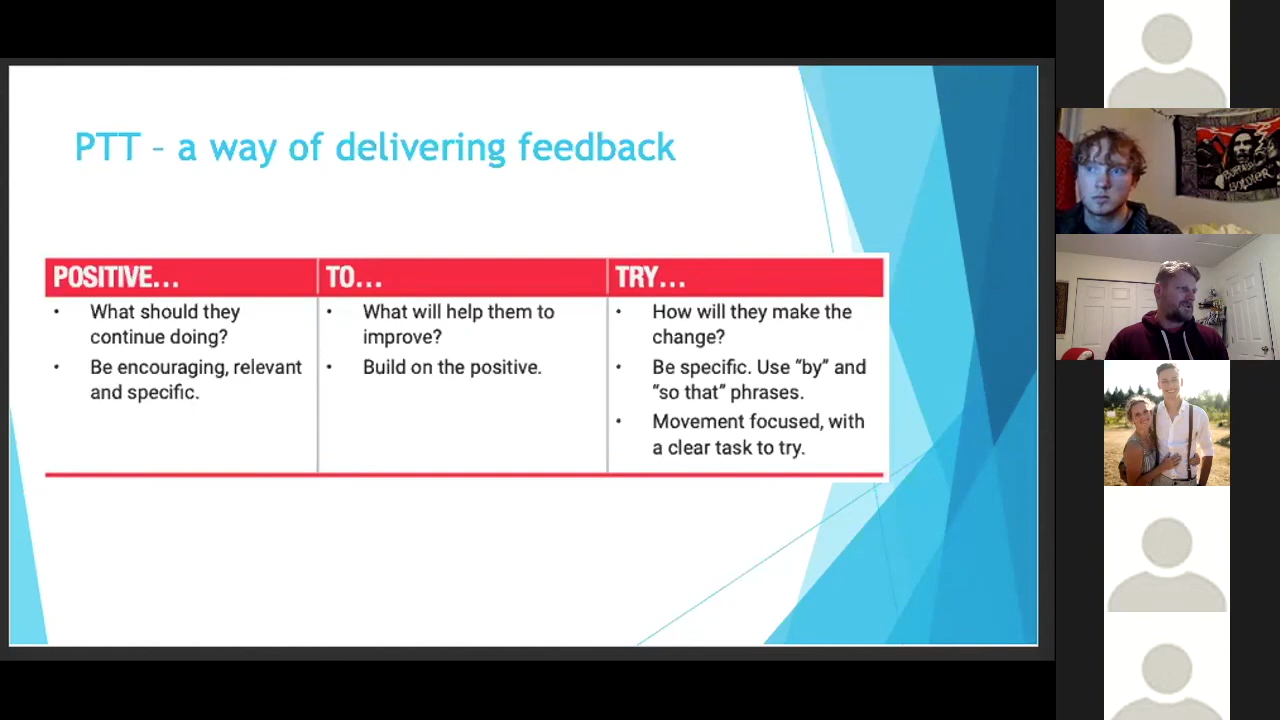 PTT – a way of delivering feedback
POSITIVE...
• What should they
continue doing?
• Be encouraging, relevant
and specific.
TO...
• What will help them to
improve?
• Build on the positive.
TRY...
• How will they make the
change?
• Be specific. Use “by” and
“so that” phrases.
• Movement focused, with
a clear task to try.
SOLDIER